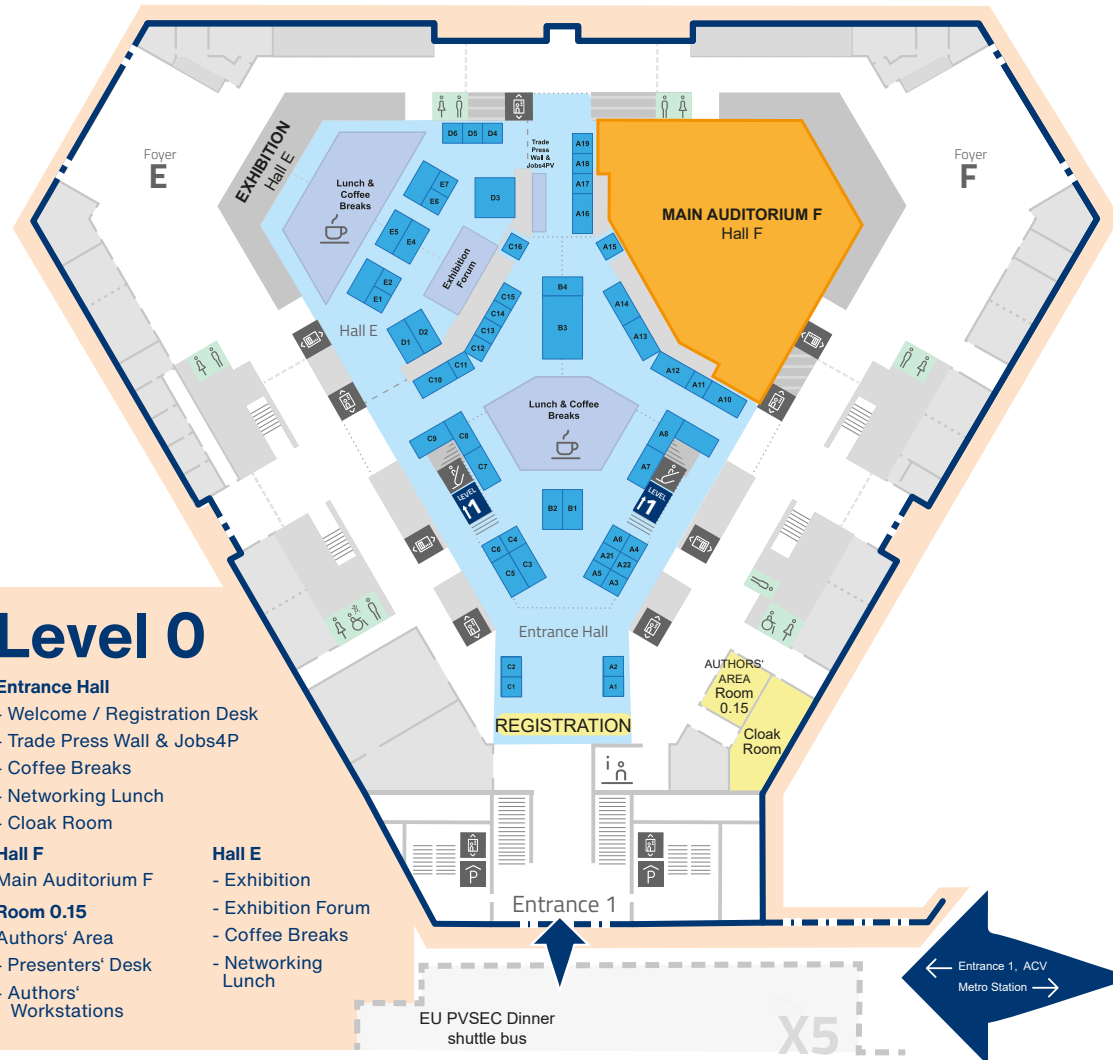 D6 D5 D4
Trade
Press
Wall &
Jobs4PV
A19
A18
A17
A16
Foyer
E
EXHIBITION
Hall E
Lunch &
Coffee
Breaks
E7
E6
D3
E5
E4
Exhibition
Forum
E2
E1
C16
A15
MAIN AUDITORIUM F
Hall F
Foyer
F
Hall E
D2
D1
C15
C14
C13
C12
C11
C10
B4
B3
A14
A13
A12
A11
A10
Lunch & Coffee
Breaks
C9
C8
C7
A8
A7
LEVEL
↑1
LEVEL
↑1
B2 B1
C4
C6
C3
C5
A6
A4
A21
A22
A5
A3
Entrance Hall
C2
C1
A2
A1
REGISTRATION
AUTHORS'
AREA
Room
0.15
Cloak
Room
i
P
P
Entrance 1
Level 0
Entrance Hall
- Welcome / Registration Desk
- Trade Press Wall & Jobs4P
- Coffee Breaks
- Networking Lunch
- Cloak Room
Hall F
Main Auditorium F
Room 0.15
Authors' Area
- Presenters' Desk
- Authors'
Workstations
Hall E
- Exhibition
- Exhibition Forum
- Coffee Breaks
- Networking
Lunch
EU PVSEC Dinner
shuttle bus
X5
← Entrance 1, ACV
Metro Station →